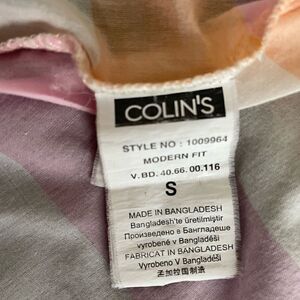 COLIN'S
STYLE NO : 1009964
MODERN FIT
V.BD. 40.66.00.116
S
MADE IN BANGLADESH
Bangladesh'te üretilmiştir
Произведено в Бангладеше
vyrobené v Bangladéši
Vyrobeno V Bangladéši
FABRICAT IN BANGLADESH
孟加拉国制造